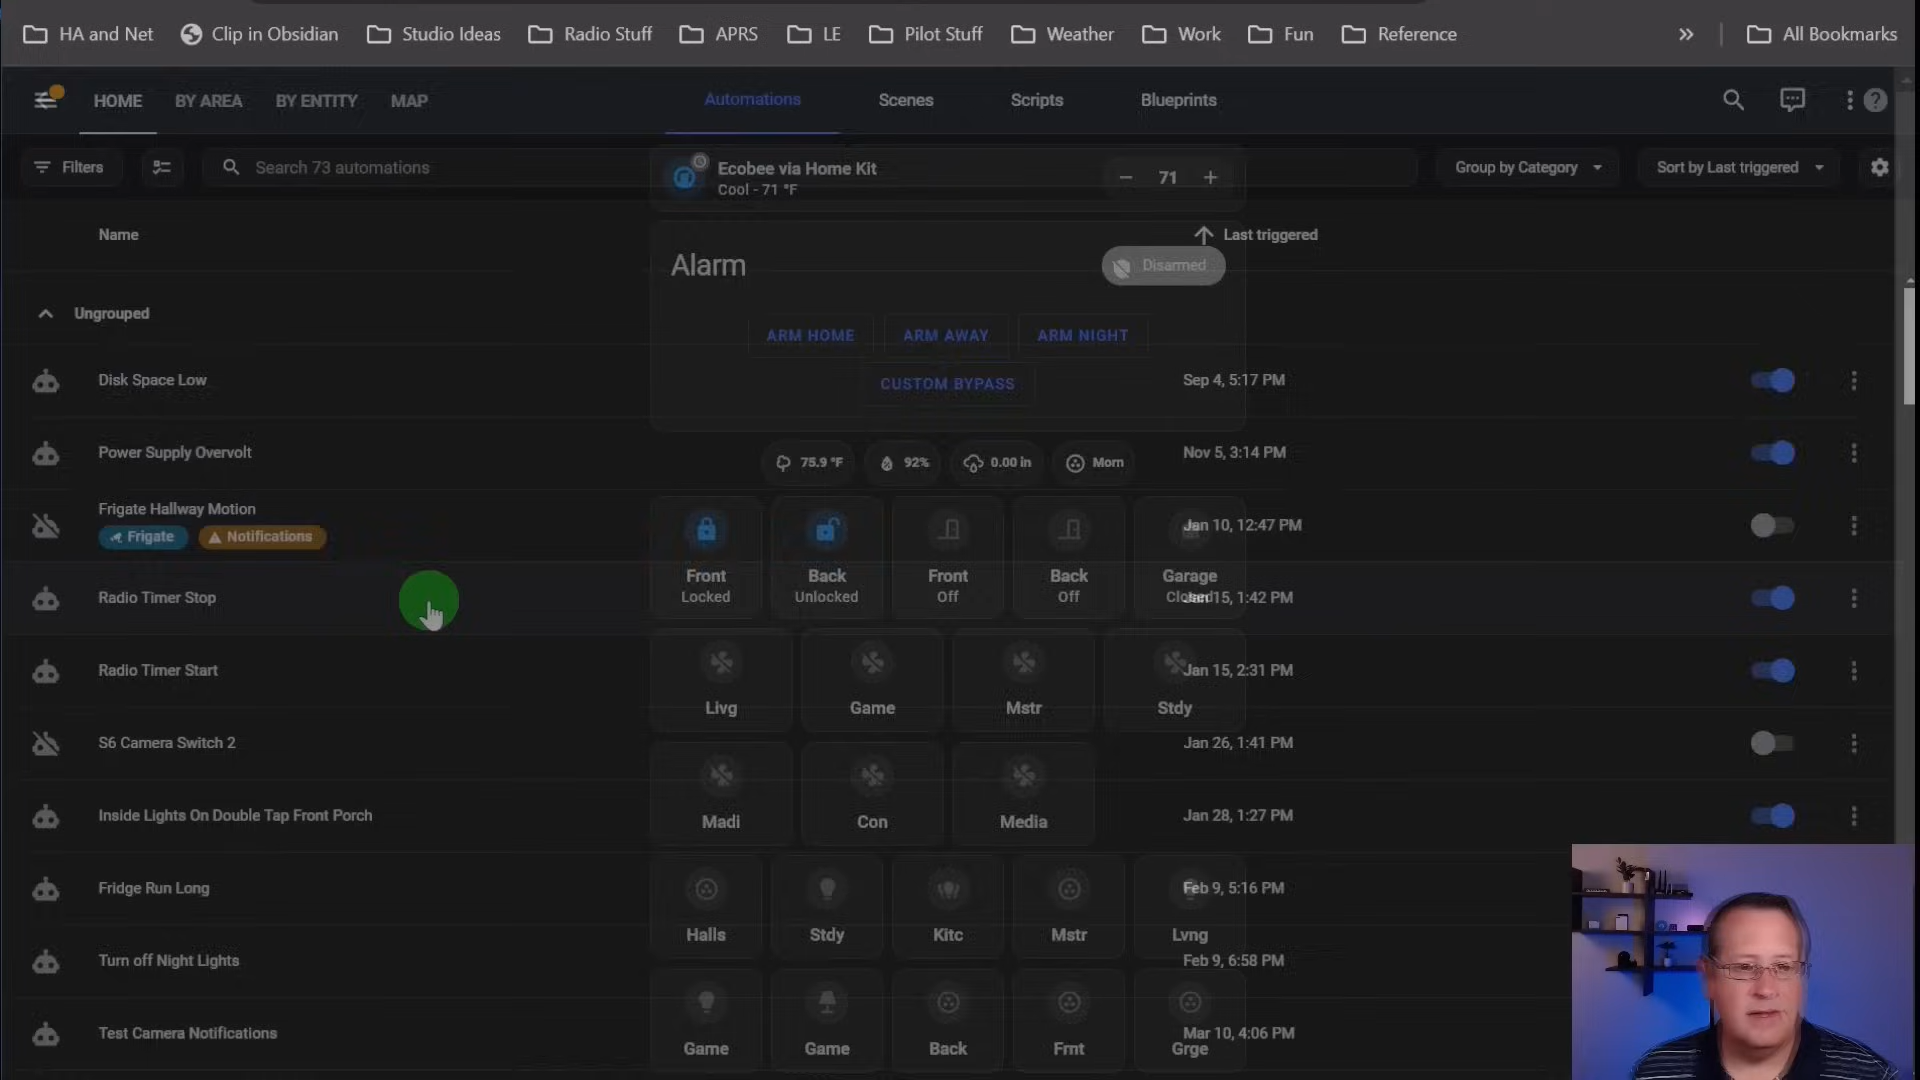 HA and Net Clip in Obsidian Studio Ideas Radio Stuff APRS LE Pilot Stuff Weather Work Fun Reference » All Bookmarks
HOME BY AREA BY ENTITY MAP Automations Scenes Scripts Blueprints
Filters Search 73 automations Group by Category Sort by Last triggered
Ecobee via Home Kit
Cool - 71 °F
− 71 +
Name Last triggered
Alarm Disarmed
Ungrouped
ARM HOME ARM AWAY ARM NIGHT
CUSTOM BYPASS
Disk Space Low Sep 4, 5:17 PM
Power Supply Overvolt Nov 5, 3:14 PM
75.9 °F 92% 0.00 in Morn
Frigate Hallway Motion Jan 10, 12:47 PM
Frigate Notifications
Front Back Front Back Garage
Locked Unlocked Off Off Closed
Radio Timer Stop Jan 15, 1:42 PM
Radio Timer Start Jan 15, 2:31 PM
Livg Game Mstr Stdy
S6 Camera Switch 2 Jan 26, 1:41 PM
Inside Lights On Double Tap Front Porch Jan 28, 1:27 PM
Madi Con Media
Fridge Run Long Feb 9, 5:16 PM
Halls Stdy Kitc Mstr Lvng
Turn off Night Lights Feb 9, 6:58 PM
Test Camera Notifications Mar 10, 4:06 PM
Game Game Back Frnt Grge